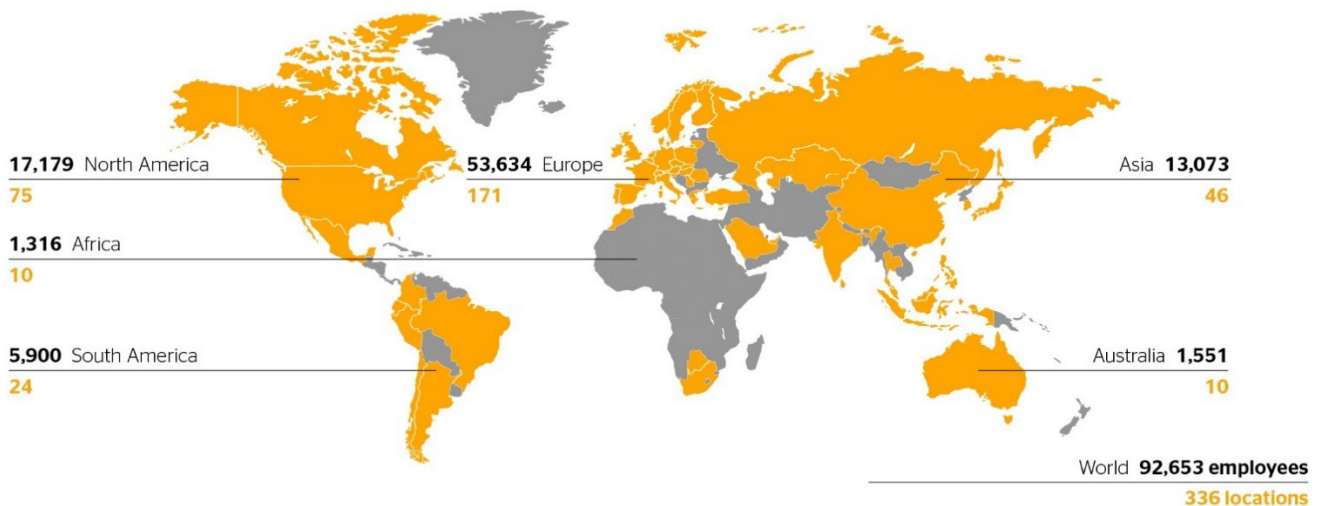 17,179 North America
75
53,634 Europe
171
Asia 13,073
46
1,316 Africa
10
5,900 South America
24
Australia 1,551
10
World 92,653 employees
336 locations